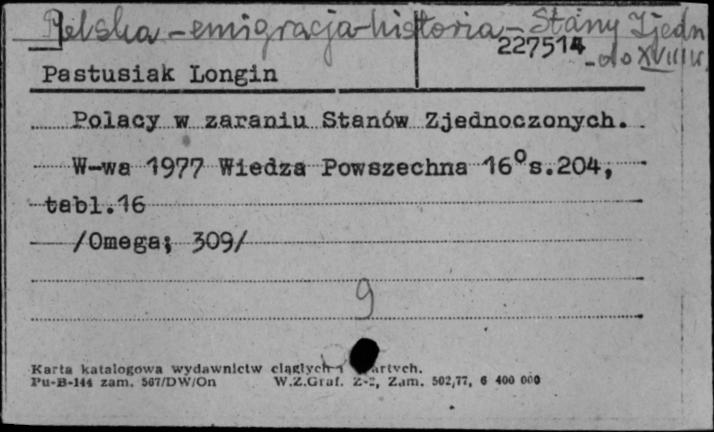 Polska - emigracja - historia - Stany Zjedn.
227514 - do XVIII w.
Pastusiak Longin
Polacy w zaraniu Stanów Zjednoczonych.
W-wa 1977 Wiedza Powszechna 16° s.204,
tabl.16
/Omega; 309/
9
Karta katalogowa wydawnictw ciągłych i
Pu-B-144 zam. 567/DW/On W.Z.Graf. Z-2, Zam. 502,77, 6 400 000